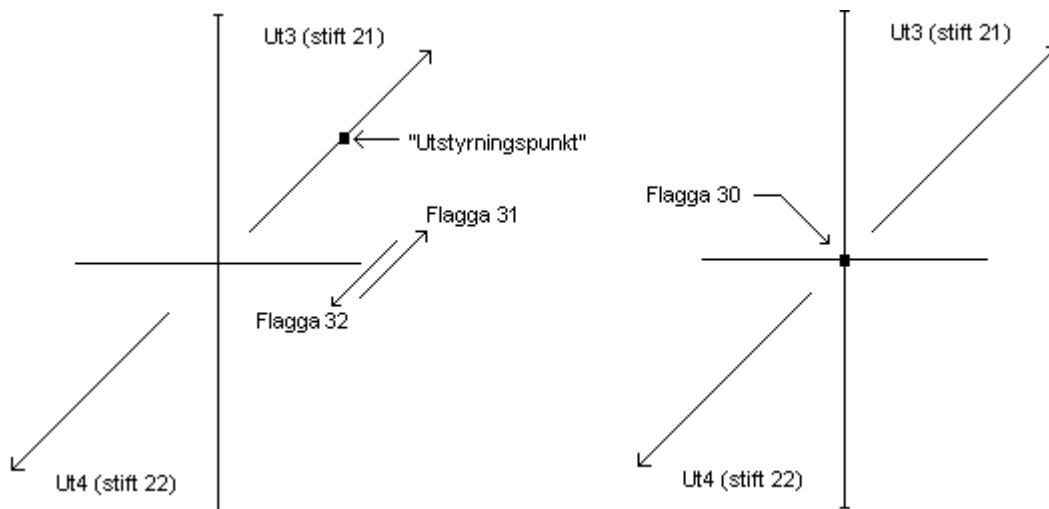 Ut3 (stift 21)
"Utstyrningspunkt"
Flagga 31
Flagga 32
Ut4 (stift 22)
Ut3 (stift 21)
Flagga 30
Ut4 (stift 22)